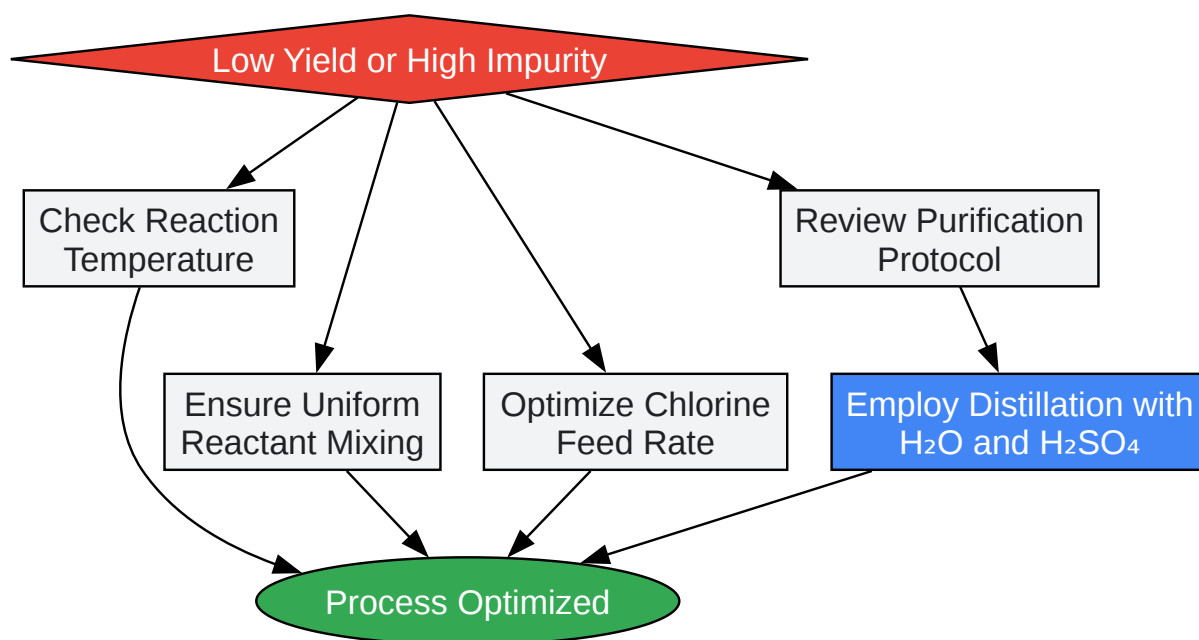 Low Yield or High Impurity
Check Reaction
Temperature
Review Purification
Protocol
Ensure Uniform
Reactant Mixing
Optimize Chlorine
Feed Rate
Employ Distillation with
H₂O and H₂SO₄
Process Optimized